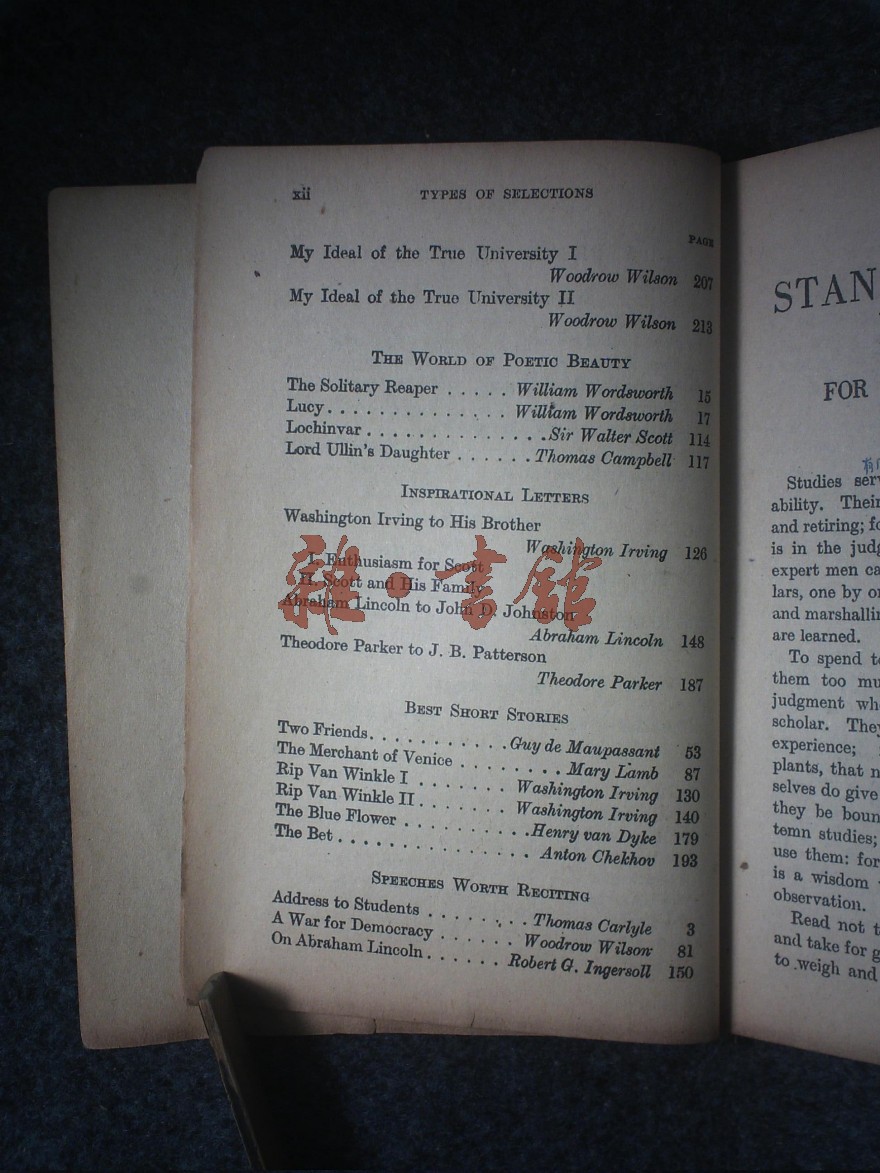 xii TYPES OF SELECTIONS
PAGE
My Ideal of the True University I
Woodrow Wilson 207
My Ideal of the True University II
Woodrow Wilson 213
THE WORLD OF POETIC BEAUTY
The Solitary Reaper . . . . . William Wordsworth 15
Lucy. . . . . . . . . . . . . . William Wordsworth 17
Lochinvar . . . . . . . . . . . . . .Sir Walter Scott 114
Lord Ullin's Daughter . . . . . . Thomas Campbell 117
INSPIRATIONAL LETTERS
Washington Irving to His Brother
Washington Irving 126
I. Enthusiasm for Scott
II. Scott and His Family
Abraham Lincoln to John D. Johnston
Abraham Lincoln 148
Theodore Parker to J. B. Patterson
Theodore Parker 187
BEST SHORT STORIES
Two Friends. . . . . . . . . . . .Guy de Maupassant 53
The Merchant of Venice . . . . . . . . Mary Lamb 87
Rip Van Winkle I . . . . . . . Washington Irving 130
Rip Van Winkle II . . . . . . . Washington Irving 140
The Blue Flower . . . . . . . . . .Henry van Dyke 179
The Bet . . . . . . . . . . . . . . . Anton Chekhov 193
SPEECHES WORTH RECITING
Address to Students . . . . . . . . Thomas Carlyle 3
A War for Democracy . . . . . . Woodrow Wilson 81
On Abraham Lincoln . . . . . . Robert G. Ingersoll 150
雜·書館
STAN
FOR
Studies serv
ability. Their
and retiring; fo
is in the judg
expert men ca
lars, one by or
and marshallin
are learned.
To spend to
them too mu
judgment wh
scholar. They
experience;
plants, that n
selves do give
they be boun
temn studies;
use them: for
is a wisdom
observation.
Read not t
and take for g
to weigh and